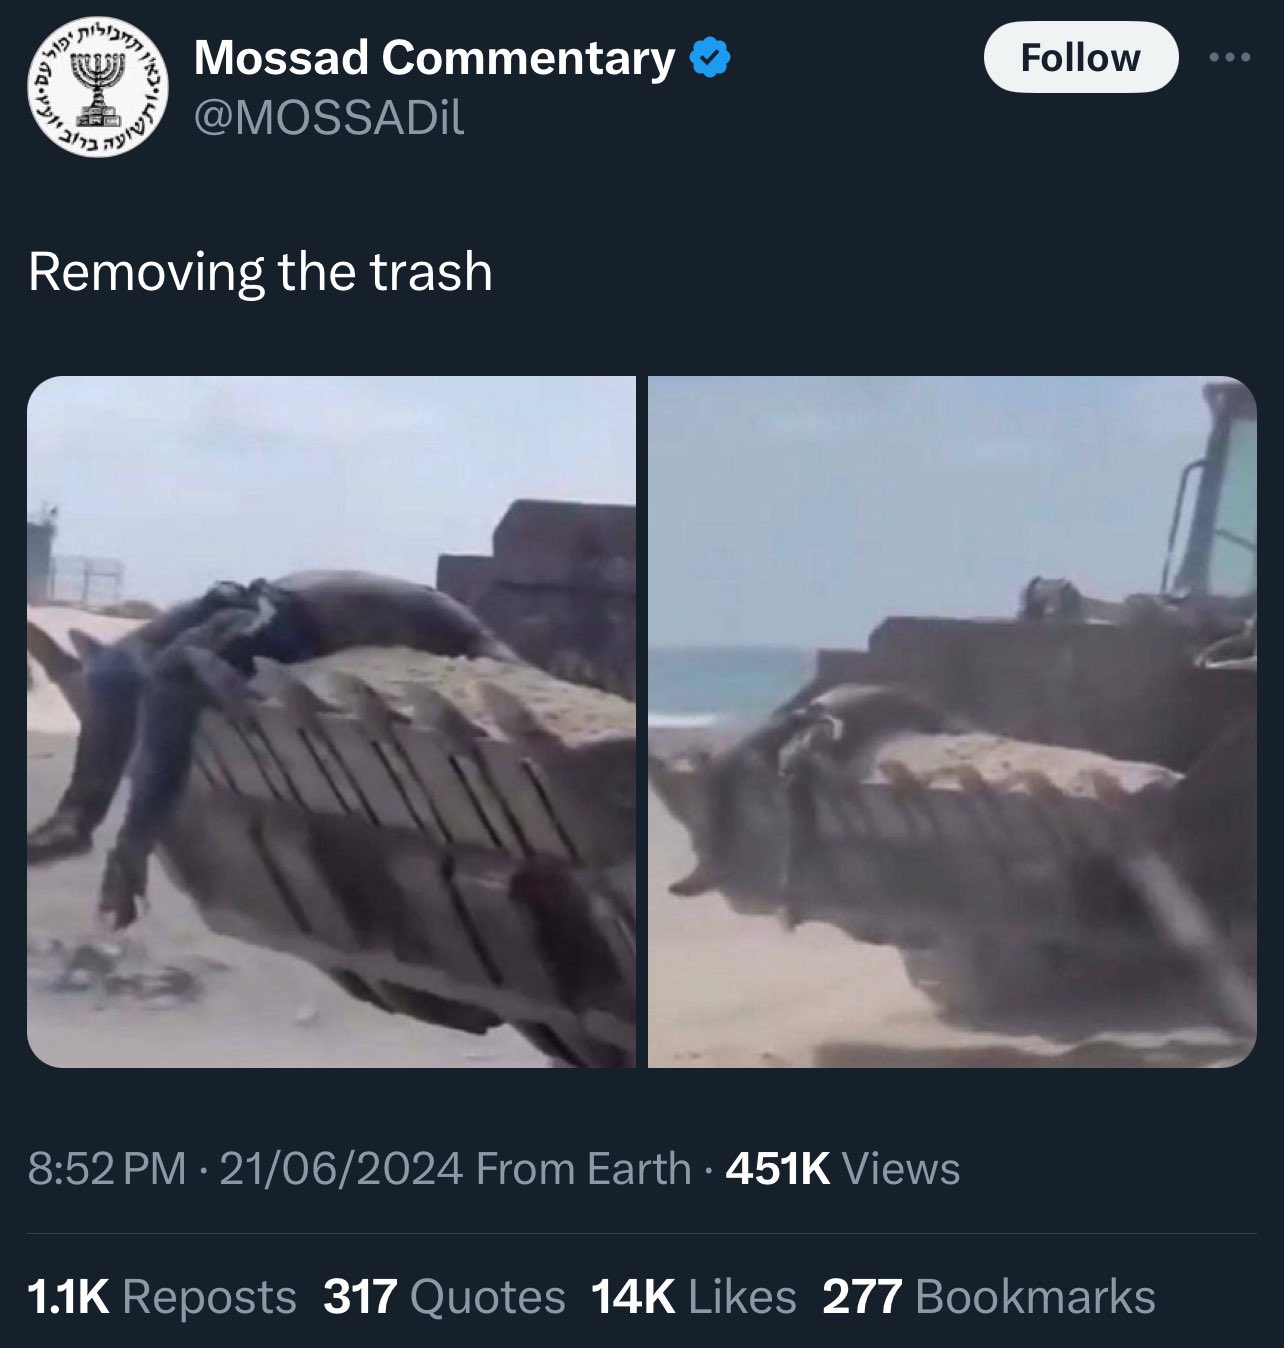 Mossad Commentary
Follow
@MOSSADil
Removing the trash
8:52 PM · 21/06/2024 From Earth · 451K Views
1.1K Reposts 317 Quotes 14K Likes 277 Bookmarks